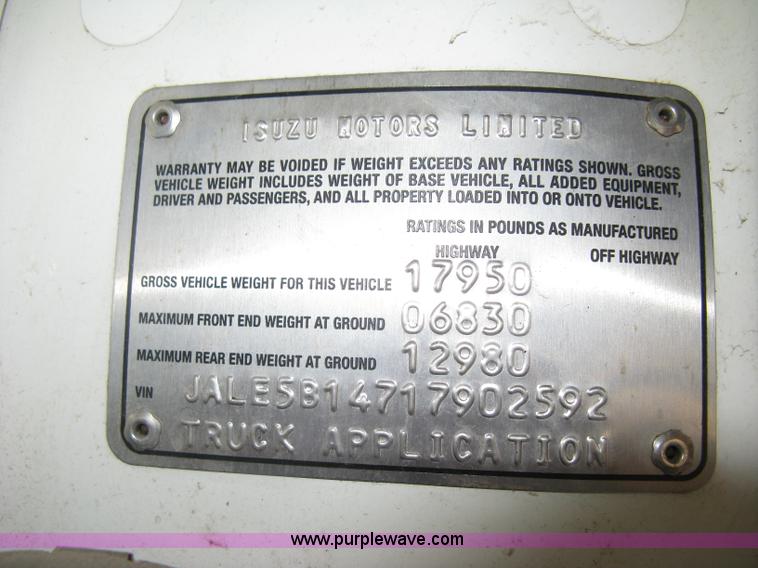 ISUZU MOTORS LIMITED
WARRANTY MAY BE VOIDED IF WEIGHT EXCEEDS ANY RATINGS SHOWN. GROSS
VEHICLE WEIGHT INCLUDES WEIGHT OF BASE VEHICLE, ALL ADDED EQUIPMENT,
DRIVER AND PASSENGERS, AND ALL PROPERTY LOADED INTO OR ONTO VEHICLE.
RATINGS IN POUNDS AS MANUFACTURED
HIGHWAY OFF HIGHWAY
GROSS VEHICLE WEIGHT FOR THIS VEHICLE 17950
MAXIMUM FRONT END WEIGHT AT GROUND 06830
MAXIMUM REAR END WEIGHT AT GROUND 12980
VIN JALE5B14717902592
TRUCK APPLICATION
www.purplewave.com